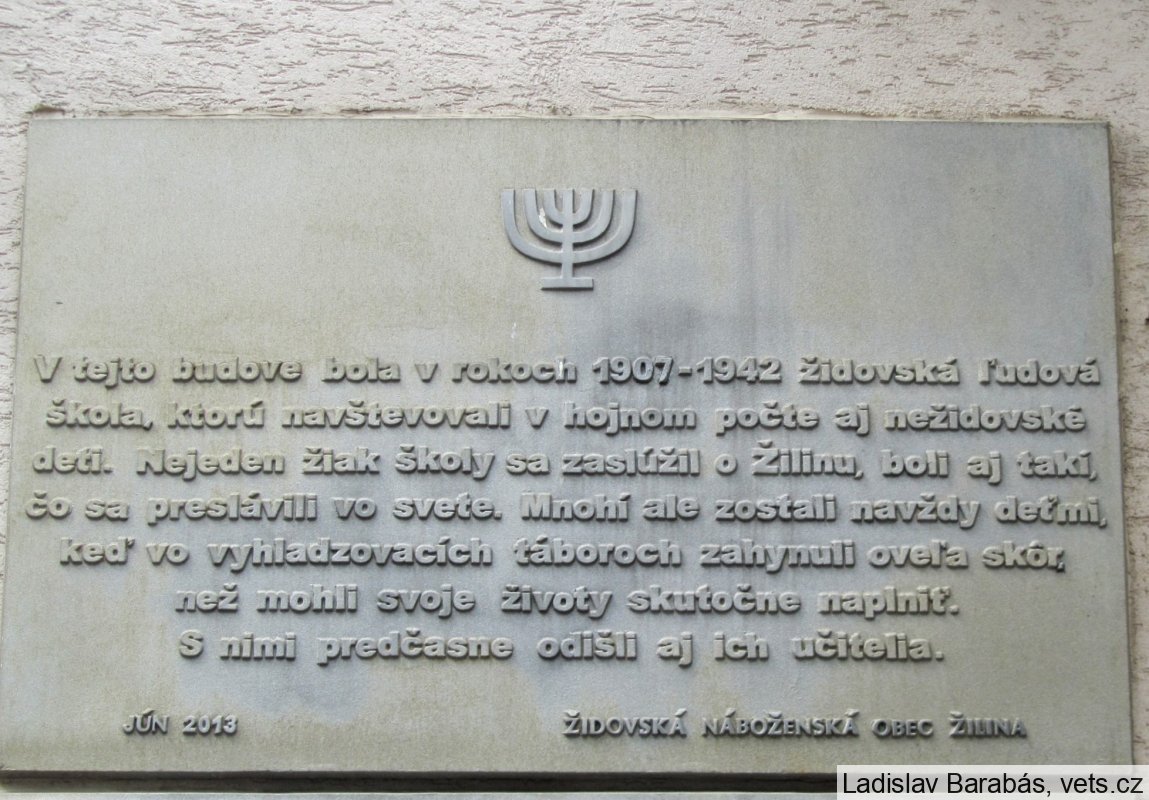 V tejto budove bola v rokoch 1907-1942 židovská ľudová
škola, ktorú navštevovali v hojnom počte aj nežidovské
deti. Nejeden žiak školy sa zaslúžil o Žilinu, boli aj takí,
čo sa preslávili vo svete. Mnohí ale zostali navždy deťmi,
keď vo vyhladzovacích táboroch zahynuli oveľa skôr,
než mohli svoje životy skutočne naplniť.
S nimi predčasne odišli aj ich učitelia.
JÚN 2013 ŽIDOVSKÁ NÁBOŽENSKÁ OBEC ŽILINA
Ladislav Barabás, vets.cz